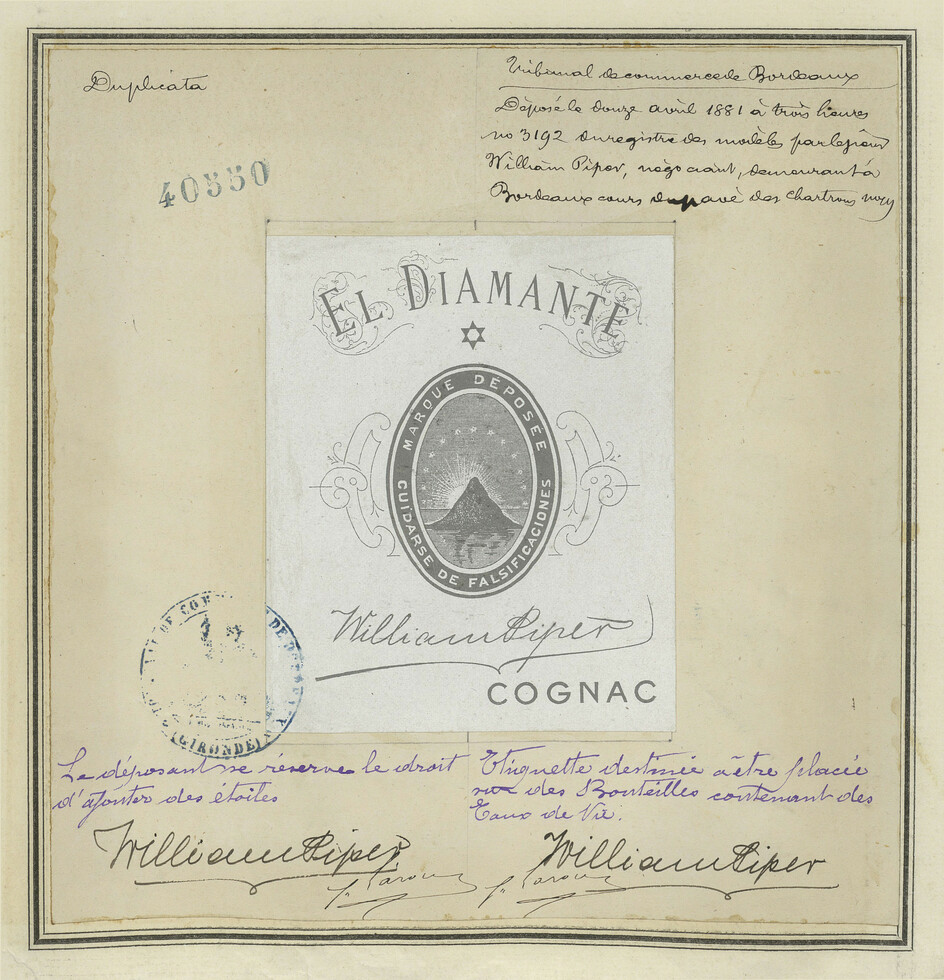 Duplicata
Tribunal de commerce de Bordeaux
Déposé le douze avril 1881 à trois heures
no 3192 du registre des modèles par le sieur
William Piper, négociant, demeurant à
Bordeaux cours du pavé des Chartrons
40550
EL DIAMANTE
MARQUE DÉPOSÉE
CUIDARSE DE FALSIFICACIONES
William Piper
COGNAC
GIRONDE
Le déposant se réserve le droit
d'ajouter des étoiles
Etiquette destinée à être placée
sur des Bouteilles contenant des
Eaux de Vie.
William Piper
William Piper